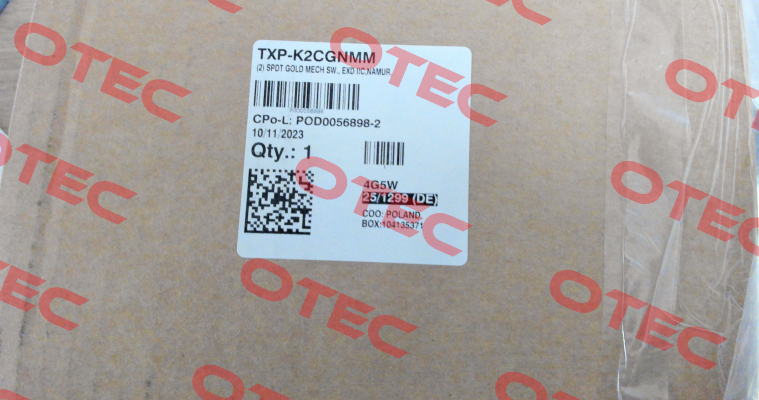 TXP-K2CGNMM
(2) SPDT GOLD MECH SW., EXD IIC,NAMUR,
CPo-L: POD0056898-2
10/11/2023
Qty.: 1
4G5W
25/1299 (DE)
COO: POLAND,
BOX:104135371
OTEC
OTEC
OTEC
OTEC
OTEC
OTEC
OTEC
OTEC
OTEC
OTEC